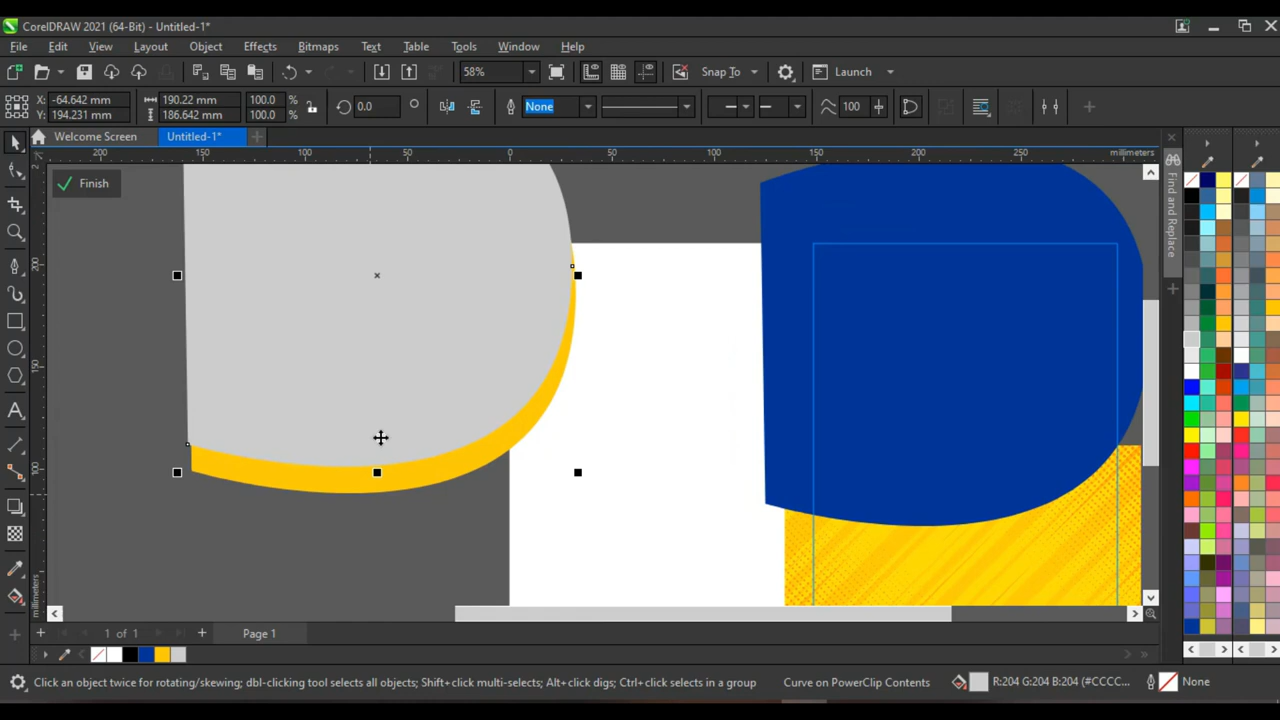 CorelDRAW 2021 (64-Bit) - Untitled-1*
File Edit View Layout Object Effects Bitmaps Text Table Tools Window Help
58% Snap To Launch
X: -64.642 mm 190.22 mm 100.0 %
Y: 194.231 mm 186.642 mm 100.0 %
0.0 ° None 100
Welcome Screen Untitled-1*
200 150 100 50 0 50 100 150 200 250 millimeters
Finish
Find and Replace
200
150
100
millimeters
1 of 1 Page 1
Click an object twice for rotating/skewing; dbl-clicking tool selects all objects; Shift+click multi-selects; Alt+click digs; Ctrl+click selects in a group Curve on PowerClip Contents R:204 G:204 B:204 (#CCCC... None